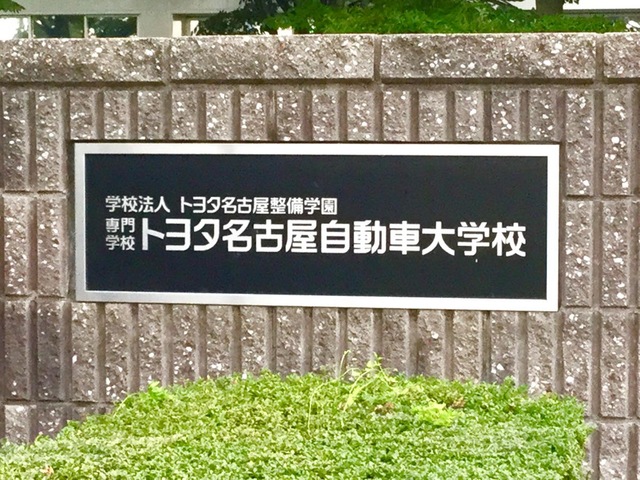 学校法人 トヨタ名古屋整備学園
専門学校 トヨタ名古屋自動車大学校